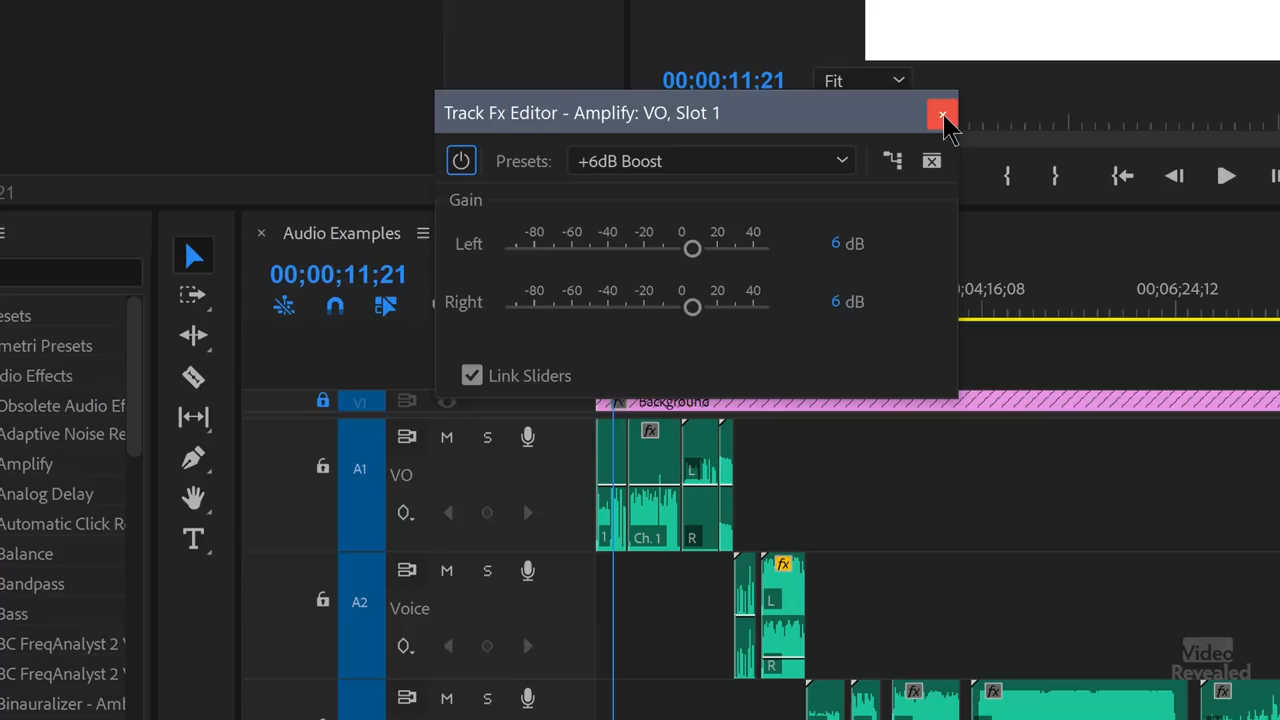 00;00;11;21
Fit
Track Fx Editor - Amplify: VO, Slot 1
Presets: +6dB Boost
21
Gain
-80 -60 -40 -20 0 20 40
Left 6 dB
-80 -60 -40 -20 0 20 40
Right 6 dB
Link Sliders
Audio Examples
00;00;11;21
;04;16;08 00;06;24;12
esets
metri Presets
dio Effects
Obsolete Audio Ef
Adaptive Noise Re
Amplify
Analog Delay
Automatic Click R
Balance
Bandpass
Bass
BC FreqAnalyst 2 V
BC FreqAnalyst 2 V
Binauralizer - Aml
V1 fx Background
A1 M S
VO
fx
L
1 Ch. 1 R
A2 M S
Voice
fx
L
R
M S
fx fx fx
Video
Revealed